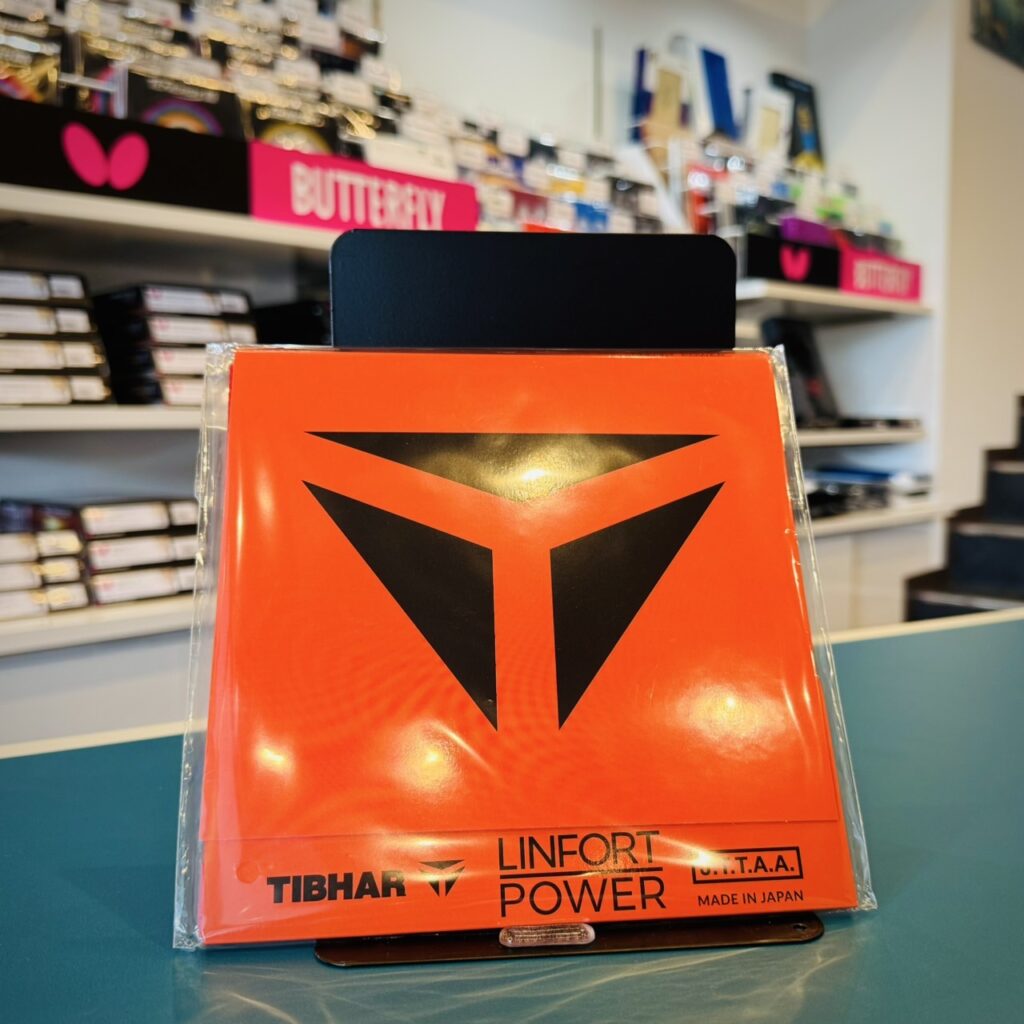 BUTTERFLY
BUTTERFLY
TIBHAR
LINFORT
POWER
J.T.T.A.A.
MADE IN JAPAN